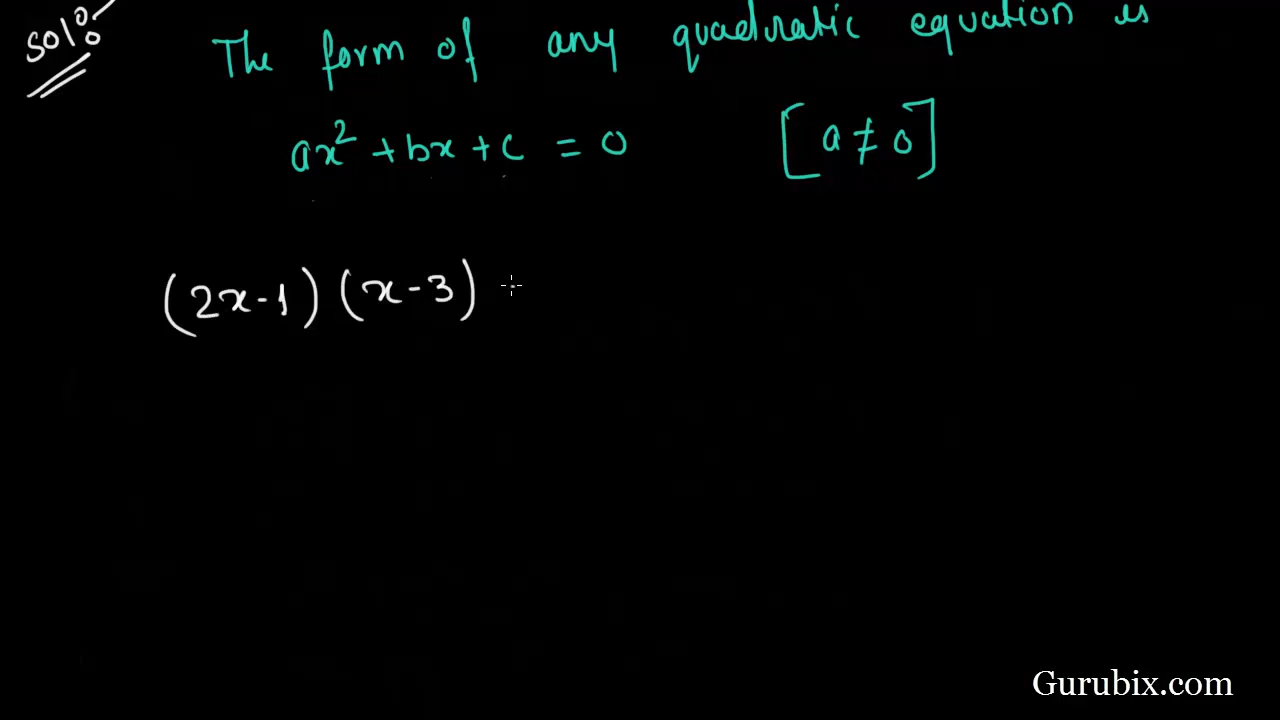 Sol%
The form of any quadratic equation is
ax² + bx + c = 0 [a ≠ 0]
(2x-1) (x-3)
Gurubix.com